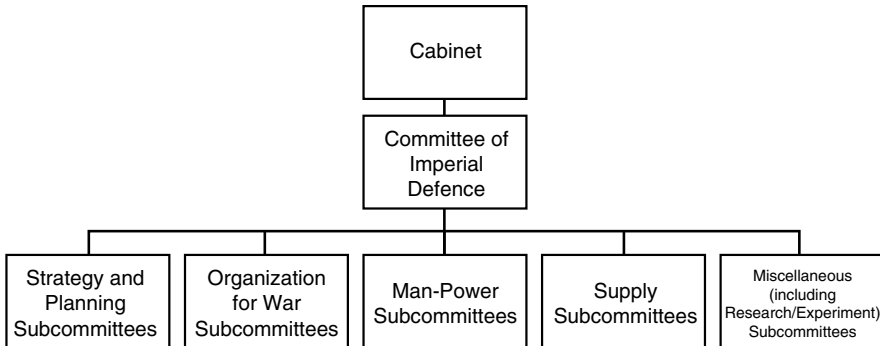 Cabinet
Committee of
Imperial
Defence
Strategy and
Planning
Subcommittees
Organization
for War
Subcommittees
Man-Power
Subcommittees
Supply
Subcommittees
Miscellaneous
(including
Research/Experiment)
Subcommittees